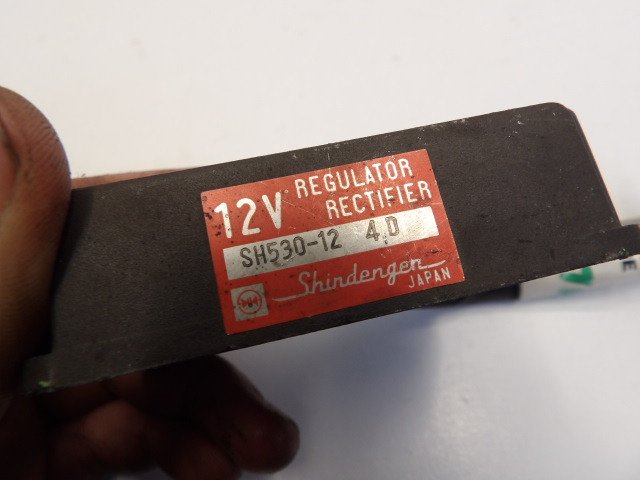 12V REGULATOR
RECTIFIER
SH530-12 4.D
Shindengen
JAPAN